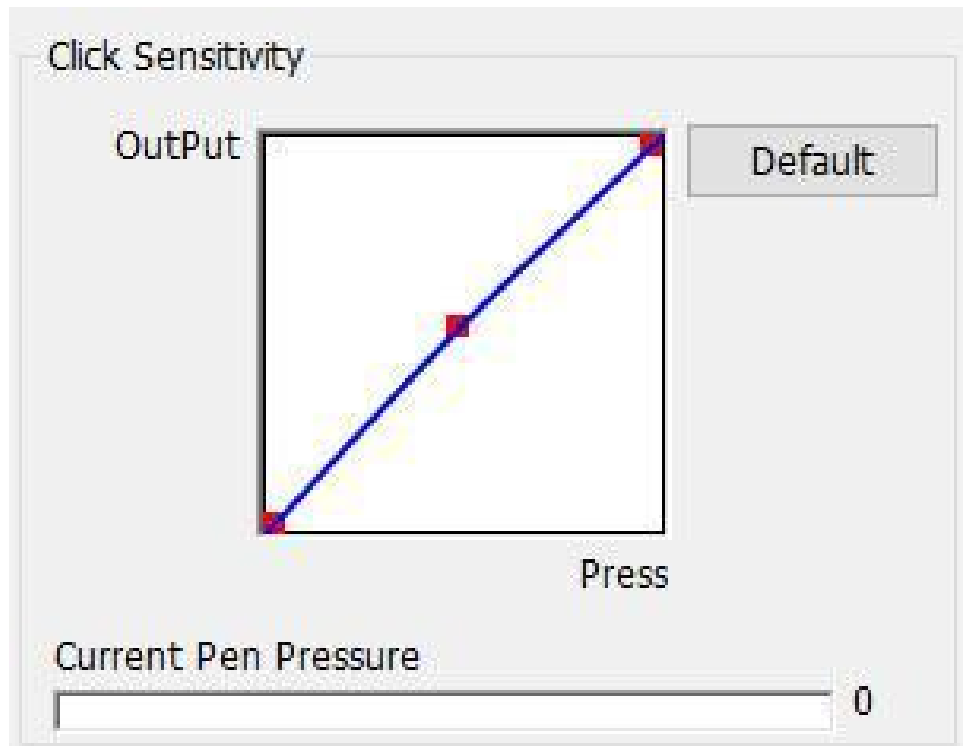 Click Sensitivity
OutPut
Default
Press
Current Pen Pressure
0